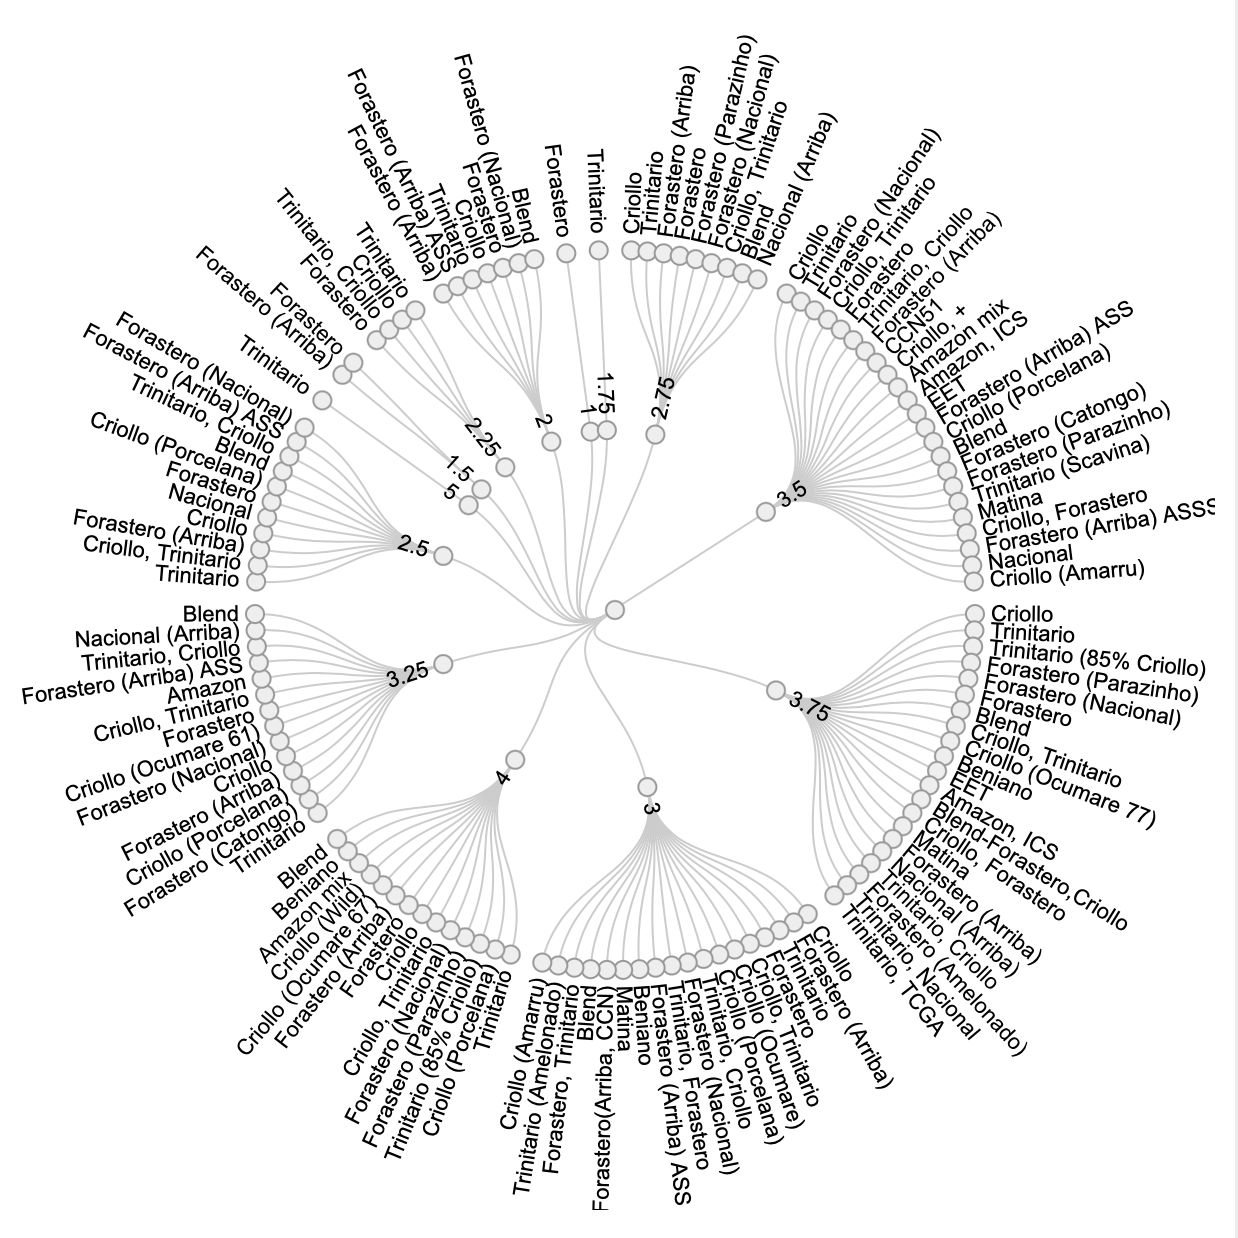 Criollo
Trinitario
Forastero (Arriba)
Forastero
Forastero (Parazinho)
Forastero (Nacional)
Criollo, Trinitario
Blend
Nacional (Arriba)
2.75
Criollo
Trinitario
Forastero (Nacional)
Criollo, Trinitario
Forastero
Trinitario, Criollo
Forastero (Arriba)
CCN51
Criollo, +
Amazon mix
Amazon, ICS
EET
Forastero (Arriba) ASS
Criollo (Porcelana)
Blend
Forastero (Catongo)
Forastero (Parazinho)
Trinitario (Scavina)
Matina
Criollo, Forastero
Forastero (Arriba) ASSS
Nacional
Criollo (Amarru)
3.5
Criollo
Trinitario
Trinitario (85% Criollo)
Forastero (Parazinho)
Forastero (Nacional)
Forastero
Blend
Criollo, Trinitario
Criollo (Ocumare 77)
Beniano
EET
Amazon, ICS
Blend-Forastero,Criollo
Criollo, Forastero
Matina
Forastero (Arriba)
Nacional (Arriba)
Trinitario, Criollo
Forastero (Amelonado)
Trinitario, Nacional
Trinitario, TCGA
3.75
Criollo
Forastero (Arriba)
Trinitario
Forastero
Criollo, Trinitario
Criollo (Ocumare)
Criollo (Porcelana)
Trinitario, Criollo
Forastero (Nacional)
Trinitario, Forastero
Forastero (Arriba) ASS
Beniano
Matina
Forastero(Arriba, CCN)
Blend
Forastero, Trinitario
Trinitario (Amelonado)
Criollo (Amarru)
3
Trinitario
Criollo (Porcelana)
Trinitario (85% Criollo)
Forastero (Parazinho)
Forastero (Nacional)
Criollo, Trinitario
Criollo
Forastero
Forastero (Arriba)
Criollo (Ocumare 67)
Criollo (Wild)
Amazon mix
Beniano
Blend
4
Trinitario
Forastero (Catongo)
Criollo (Porcelana)
Forastero (Arriba)
Criollo
Forastero (Nacional)
Criollo (Ocumare 61)
Forastero
Criollo, Trinitario
Amazon
Forastero (Arriba) ASS
Trinitario, Criollo
Nacional (Arriba)
Blend
3.25
Trinitario
Criollo, Trinitario
Forastero (Arriba)
Criollo
Nacional
Forastero
Criollo (Porcelana)
Blend
Trinitario, Criollo
Forastero (Arriba) ASS
Forastero (Nacional)
2.5
Trinitario
5
Forastero (Arriba)
Forastero
1.5
Forastero
Trinitario, Criollo
Criollo
Trinitario
2.25
Forastero (Arriba)
Forastero (Arriba) ASS
Trinitario
Criollo
Forastero
Forastero (Nacional)
Blend
2
Forastero
1
Trinitario
1.75